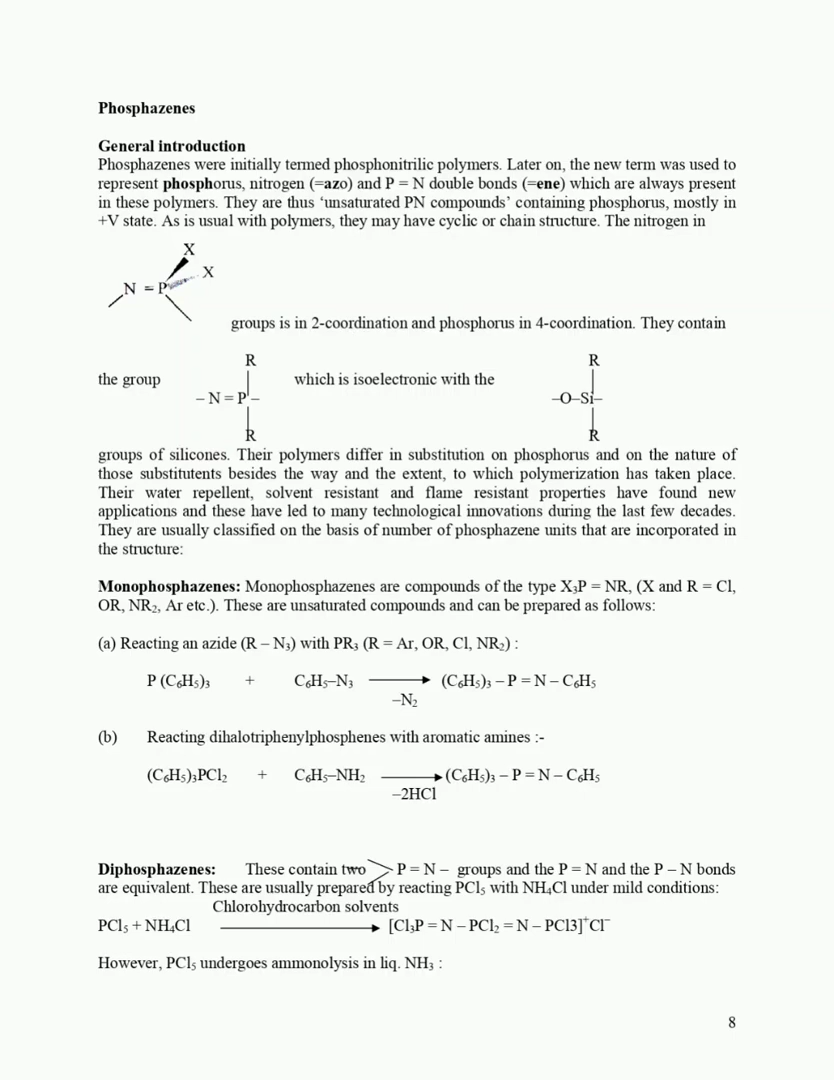 Phosphazenes
General introduction
Phosphazenes were initially termed phosphonitrilic polymers. Later on, the new term was used to
represent phosphorus, nitrogen (=azo) and P = N double bonds (=ene) which are always present
in these polymers. They are thus ‘unsaturated PN compounds’ containing phosphorus, mostly in
+V state. As is usual with polymers, they may have cyclic or chain structure. The nitrogen in
X
X
N = P
groups is in 2-coordination and phosphorus in 4-coordination. They contain
R R
the group which is isoelectronic with the
– N = P – –O–Si–
R R
groups of silicones. Their polymers differ in substitution on phosphorus and on the nature of
those substitutents besides the way and the extent, to which polymerization has taken place.
Their water repellent, solvent resistant and flame resistant properties have found new
applications and these have led to many technological innovations during the last few decades.
They are usually classified on the basis of number of phosphazene units that are incorporated in
the structure:
Monophosphazenes: Monophosphazenes are compounds of the type X₃P = NR, (X and R = Cl,
OR, NR₂, Ar etc.). These are unsaturated compounds and can be prepared as follows:
(a) Reacting an azide (R – N₃) with PR₃ (R = Ar, OR, Cl, NR₂) :
P (C₆H₅)₃ + C₆H₅–N₃ ⟶ (C₆H₅)₃ – P = N – C₆H₅
–N₂
(b) Reacting dihalotriphenylphosphenes with aromatic amines :-
(C₆H₅)₃PCl₂ + C₆H₅–NH₂ ⟶ (C₆H₅)₃ – P = N – C₆H₅
–2HCl
Diphosphazenes: These contain two P = N – groups and the P = N and the P – N bonds
are equivalent. These are usually prepared by reacting PCl₅ with NH₄Cl under mild conditions:
Chlorohydrocarbon solvents
PCl₅ + NH₄Cl ⟶ [Cl₃P = N – PCl₂ = N – PCl3]⁺Cl⁻
However, PCl₅ undergoes ammonolysis in liq. NH₃ :
8